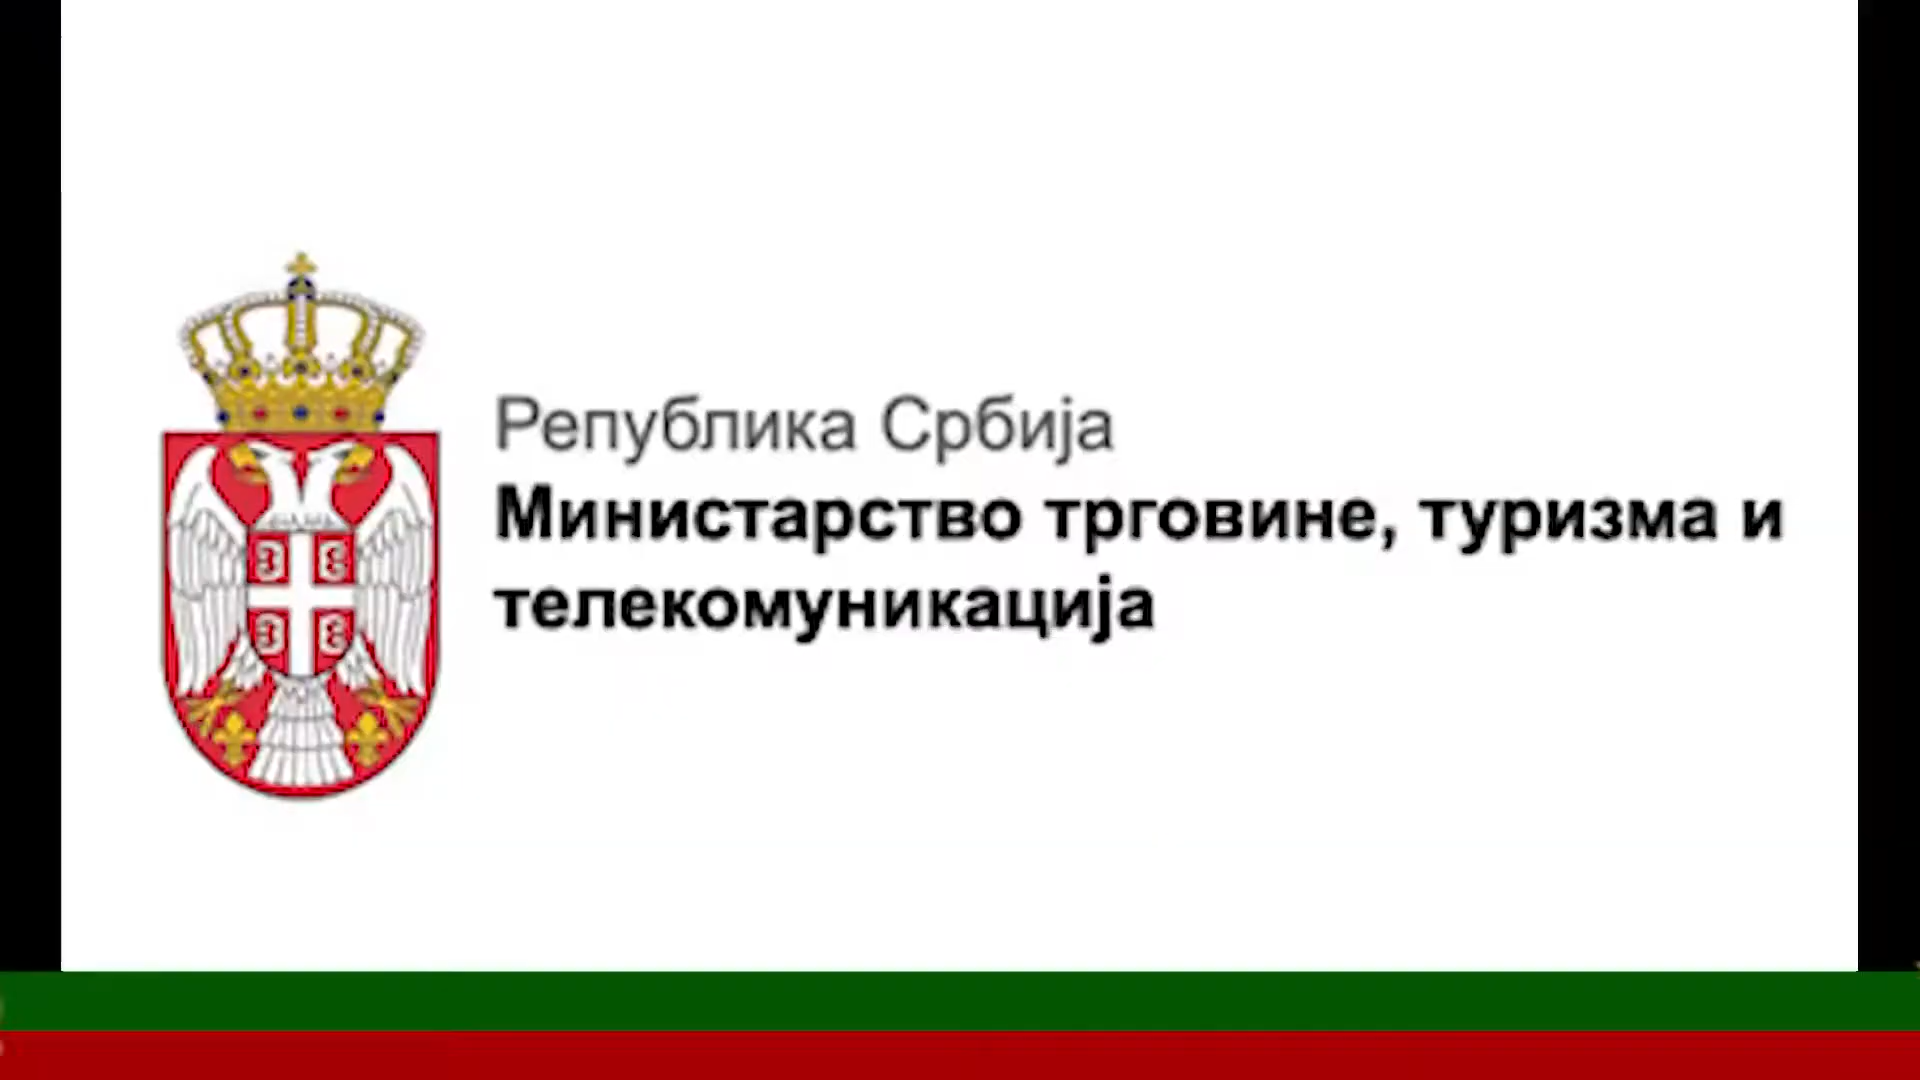 Република Србија
Министарство трговине, туризма и
телекомуникација